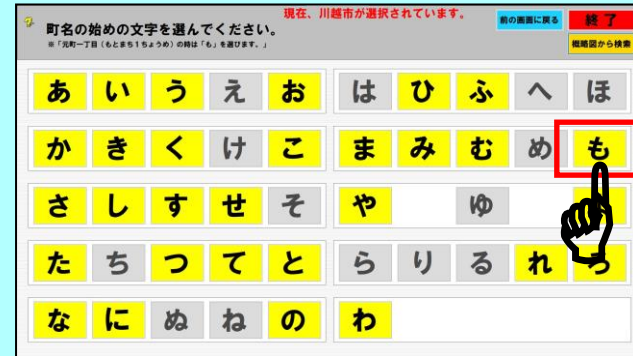 現在、川越市が選択されています。
前の画面に戻る
終了
町名の始めの文字を選んでください。
※「元町一丁目（もとまち1ちょうめ）の時は「も」を選びます。」
概略図から検索
あ い う え お は ひ ふ へ ほ
か き く け こ ま み む め も
さ し す せ そ や ゆ
た ち つ て と ら り る れ ろ
な に ぬ ね の わ